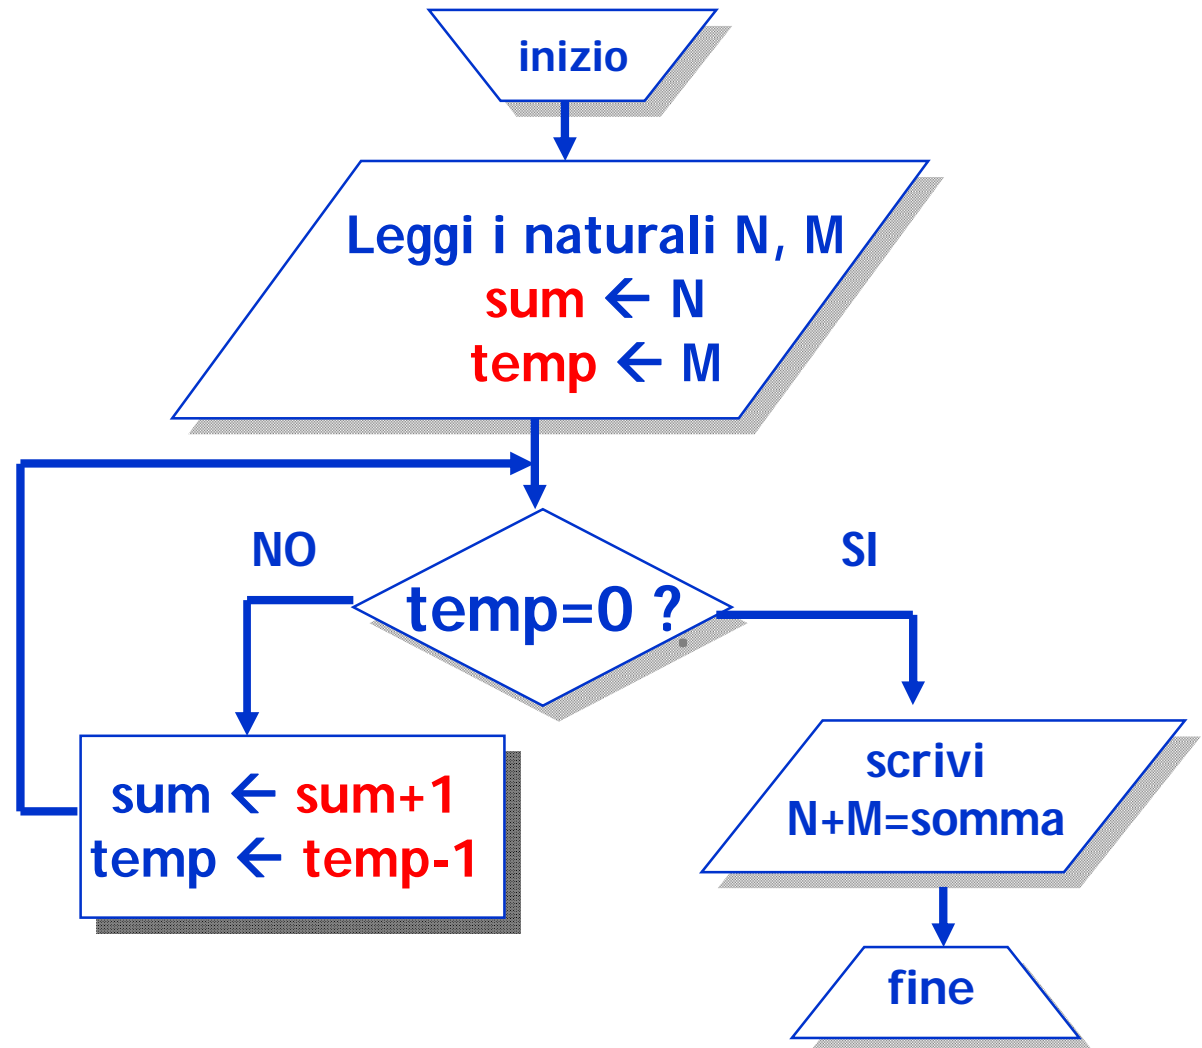 inizio
Leggi i naturali N, M
sum ← N
temp ← M
NO
SI
temp=0 ?
sum ← sum+1
temp ← temp-1
scrivi
N+M=somma
fine